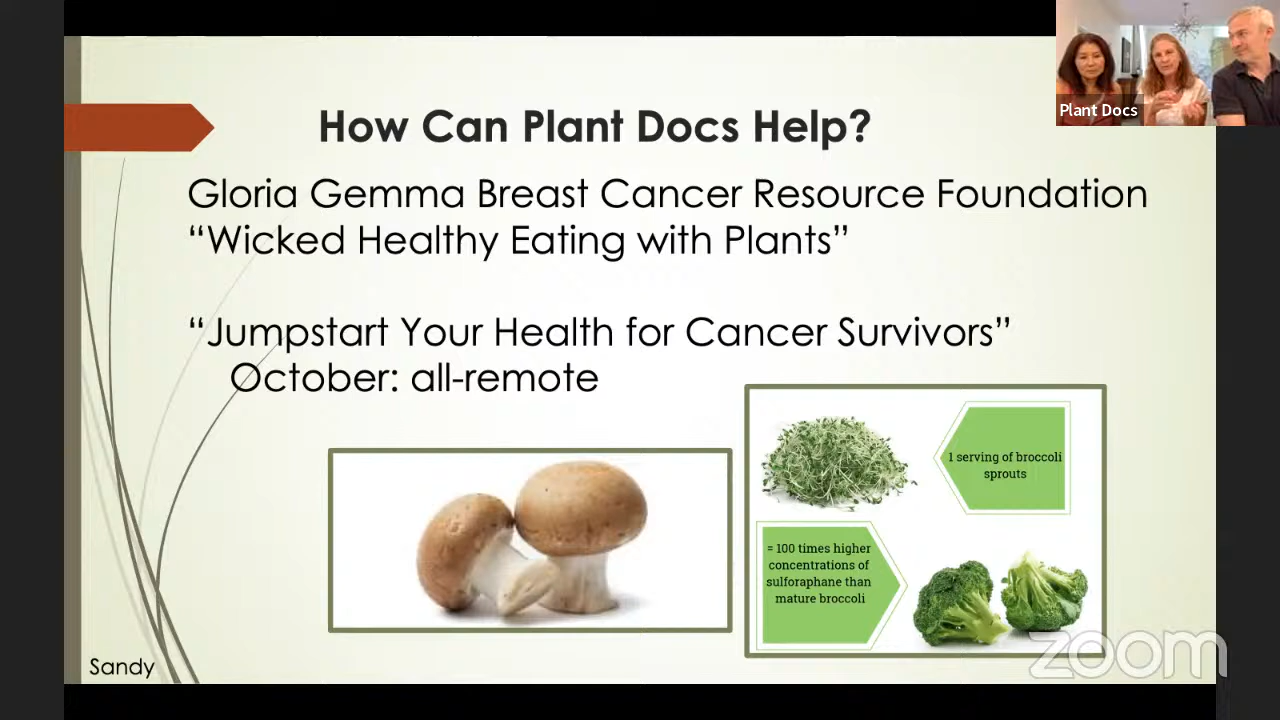 Plant Docs
How Can Plant Docs Help?
Gloria Gemma Breast Cancer Resource Foundation
“Wicked Healthy Eating with Plants”
“Jumpstart Your Health for Cancer Survivors”
October: all-remote
1 serving of broccoli
sprouts
= 100 times higher
concentrations of
sulforaphane than
mature broccoli
Sandy
zoom